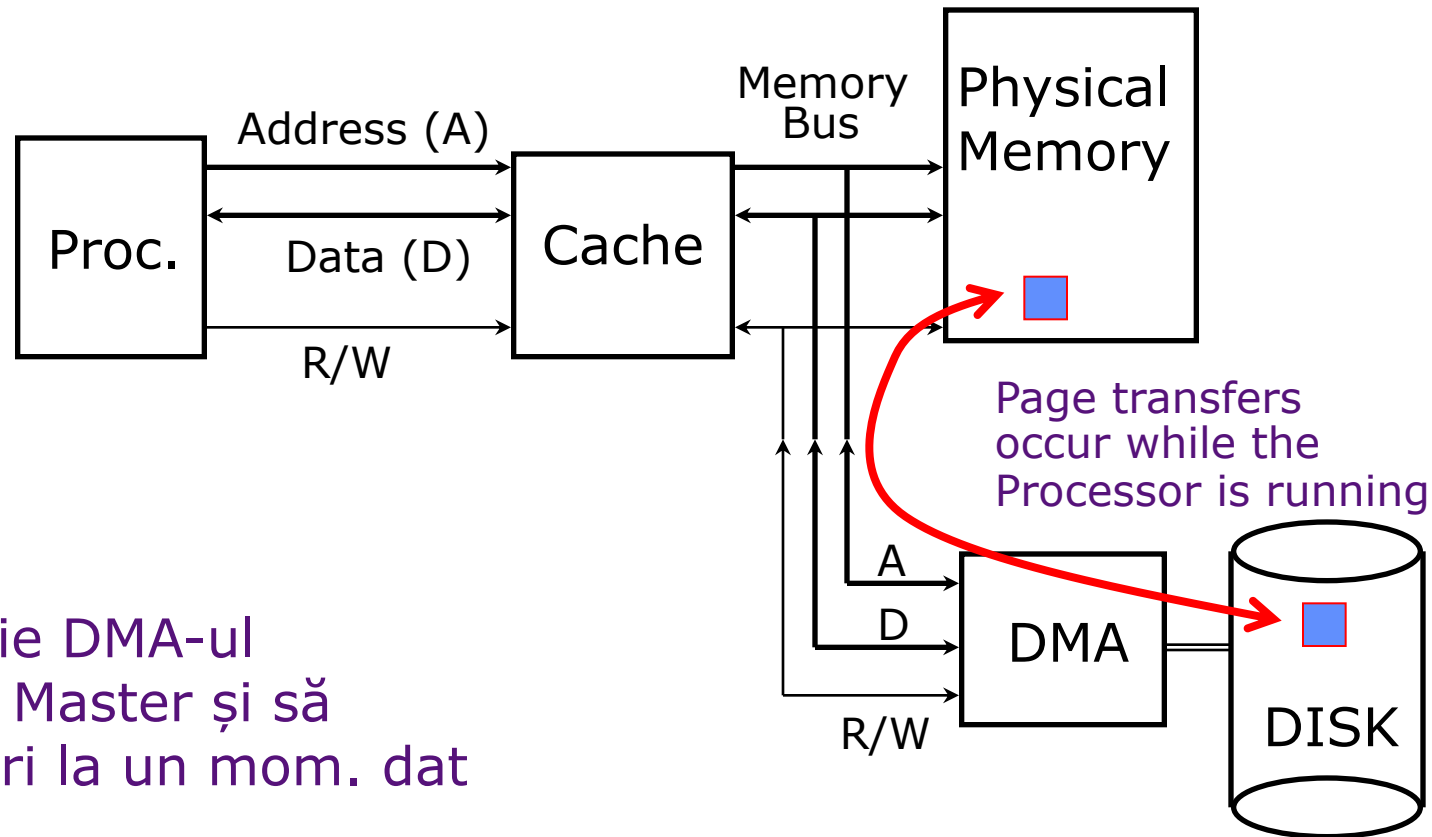 Memory
Bus
Physical
Memory
Address (A)
Proc.
Data (D)
Cache
R/W
Page transfers
occur while the
Processor is running
A
D
DMA
R/W
DISK
ie DMA-ul
Master și să
ri la un mom. dat